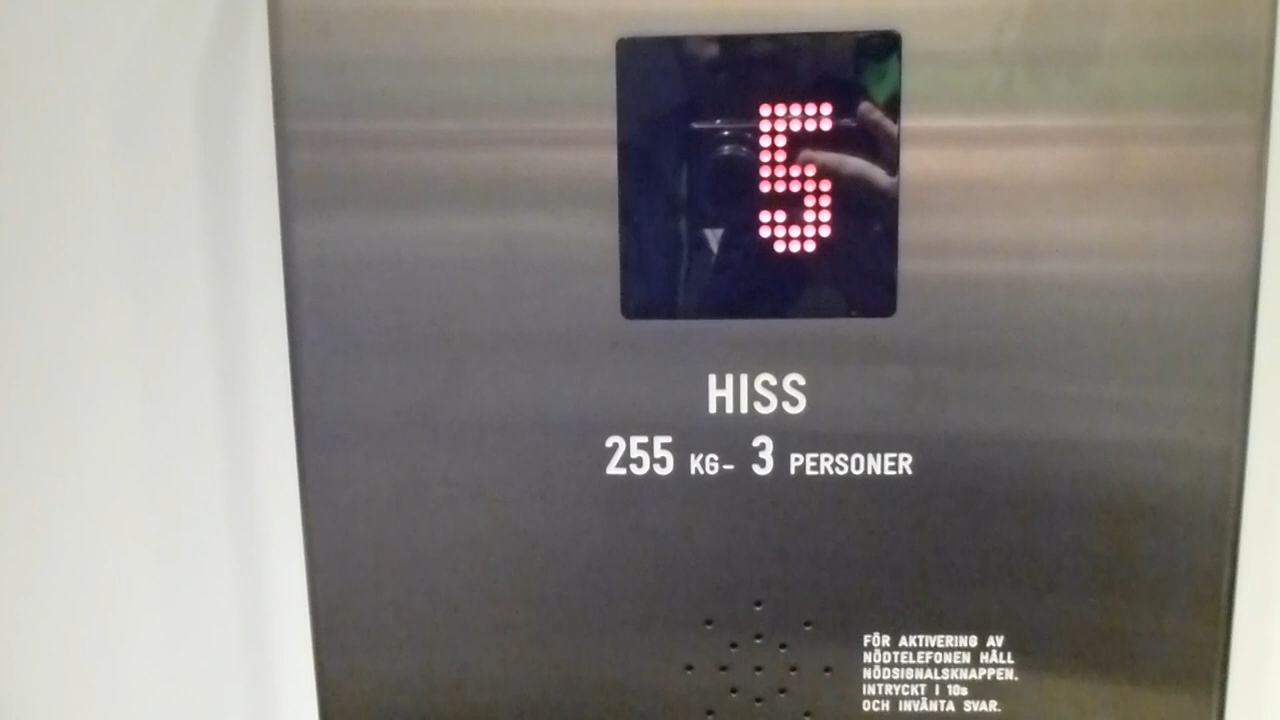 5
HISS
255 KG- 3 PERSONER
FÖR AKTIVERING AV
NÖDTELEFONEN HÅLL
NÖDSIGNALSKNAPPEN.
INTRYCKT I 10s
OCH INVÄNTA SVAR.